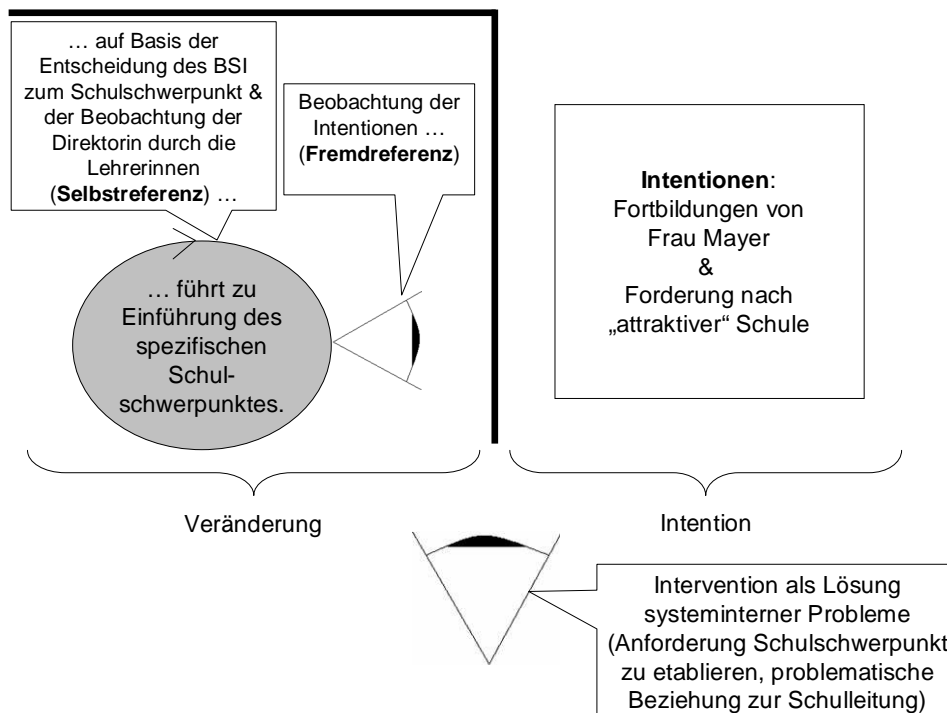 … auf Basis der
Entscheidung des BSI
zum Schulschwerpunkt &
der Beobachtung der
Direktorin durch die
Lehrerinnen
(Selbstreferenz) …
Beobachtung der
Intentionen …
(Fremdreferenz)
Intentionen:
Fortbildungen von
Frau Mayer
&
Forderung nach
„attraktiver“ Schule
… führt zu
Einführung des
spezifischen
Schul-
schwerpunktes.
Veränderung
Intention
Intervention als Lösung
systeminterner Probleme
(Anforderung Schulschwerpunkt
zu etablieren, problematische
Beziehung zur Schulleitung)